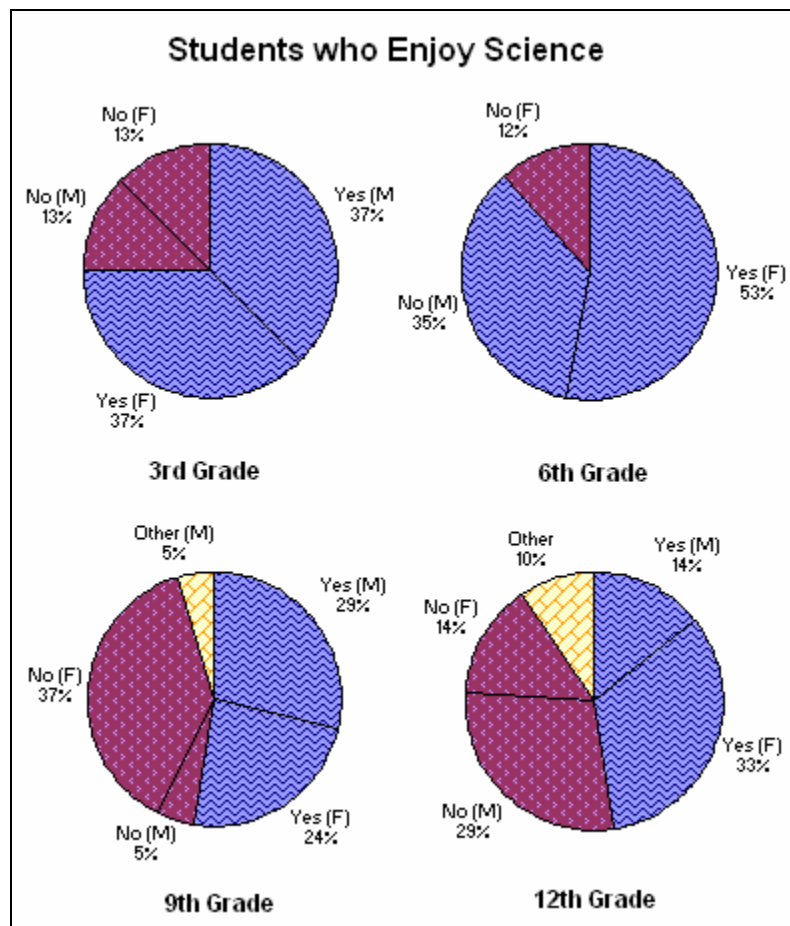 Students who Enjoy Science
No (F)
13%
No (M)
13%
Yes (M
37%
Yes (F)
37%
3rd Grade
No (F)
12%
No (M)
35%
Yes (F)
53%
6th Grade
Other (M)
5%
Yes (M)
29%
No (F)
37%
No (M)
5%
Yes (F)
24%
9th Grade
Other
10%
Yes (M)
14%
No (F)
14%
Yes (F)
33%
No (M)
29%
12th Grade